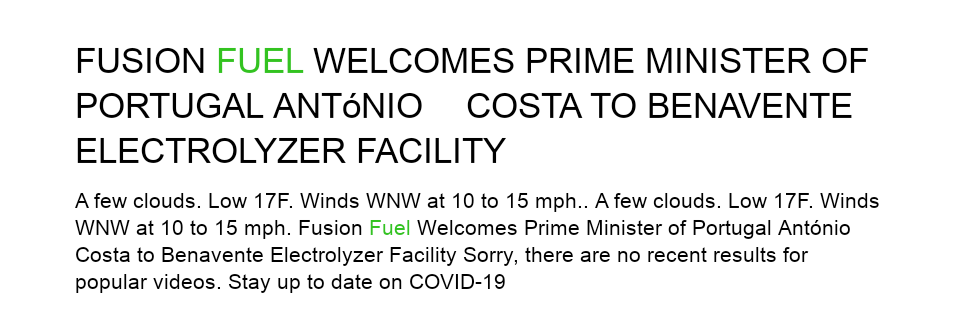 FUSION FUEL WELCOMES PRIME MINISTER OF
PORTUGAL ANTóNIO COSTA TO BENAVENTE
ELECTROLYZER FACILITY
A few clouds. Low 17F. Winds WNW at 10 to 15 mph.. A few clouds. Low 17F. Winds
WNW at 10 to 15 mph. Fusion Fuel Welcomes Prime Minister of Portugal António
Costa to Benavente Electrolyzer Facility Sorry, there are no recent results for
popular videos. Stay up to date on COVID-19